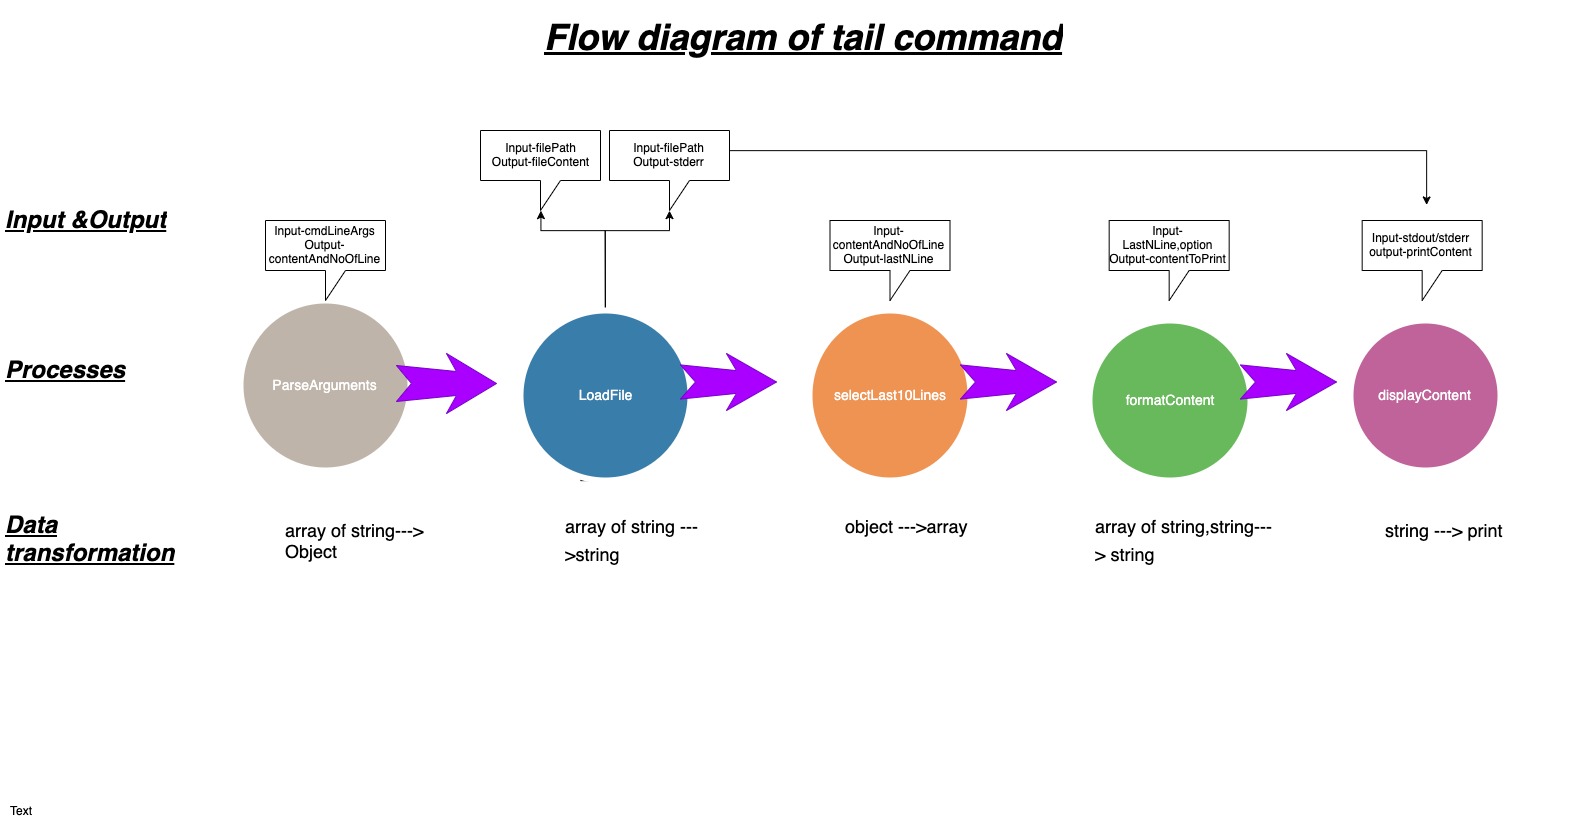 Flow diagram of tail command
Input-filePath
Output-fileContent
Input-filePath
Output-stderr
Input &Output
Input-cmdLineArgs
Output-
contentAndNoOfLine
Input-
contentAndNoOfLine
Output-lastNLine
Input-
LastNLine,option
Output-contentToPrint
Input-stdout/stderr
output-printContent
Processes
ParseArguments
LoadFile
selectLast10Lines
formatContent
displayContent
Data
transformation
array of string--->
Object
array of string ---
>string
object --->array
array of string,string---
> string
string ---> print
Text